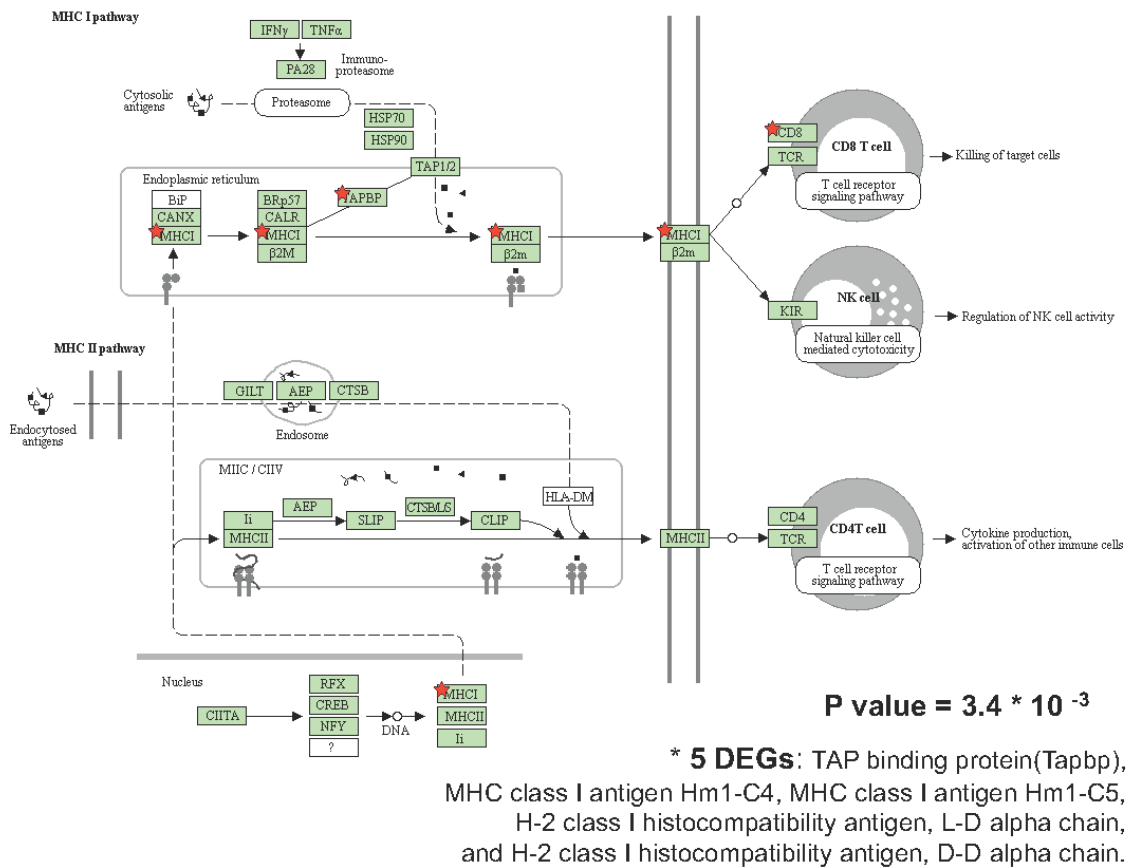 MHC I pathway
IFNγ TNFα
PA28
Immuno-
proteasome
Cytosolic
antigens
Proteasome
HSP70
HSP90
TAP1/2
Endoplasmic reticulum
BiP
CANX
MHCI
BRp57
CALR
MHCI
β2M
TAPBP
MHCI
β2m
MHCI
β2m
CD8
TCR
CD8 T cell
T cell receptor
signaling pathway
Killing of target cells
KIR
NK cell
Natural killer cell
mediated cytotoxicity
Regulation of NK cell activity
MHC II pathway
Endocytosed
antigens
GILT AEP CTSB
Endosome
MIIC / CIIV
Ii
MHCII
AEP
SLIP
CTSB/L/S
CLIP
HLA-DM
MHCII
CD4
TCR
CD4T cell
T cell receptor
signaling pathway
Cytokine production,
activation of other immune cells
Nucleus
CIITA
RFX
CREB
NFY
?
DNA
MHCI
MHCII
Ii
P value = 3.4 * 10 -3
* 5 DEGs: TAP binding protein(Tapbp),
MHC class I antigen Hm1-C4, MHC class I antigen Hm1-C5,
H-2 class I histocompatibility antigen, L-D alpha chain,
and H-2 class I histocompatibility antigen, D-D alpha chain.